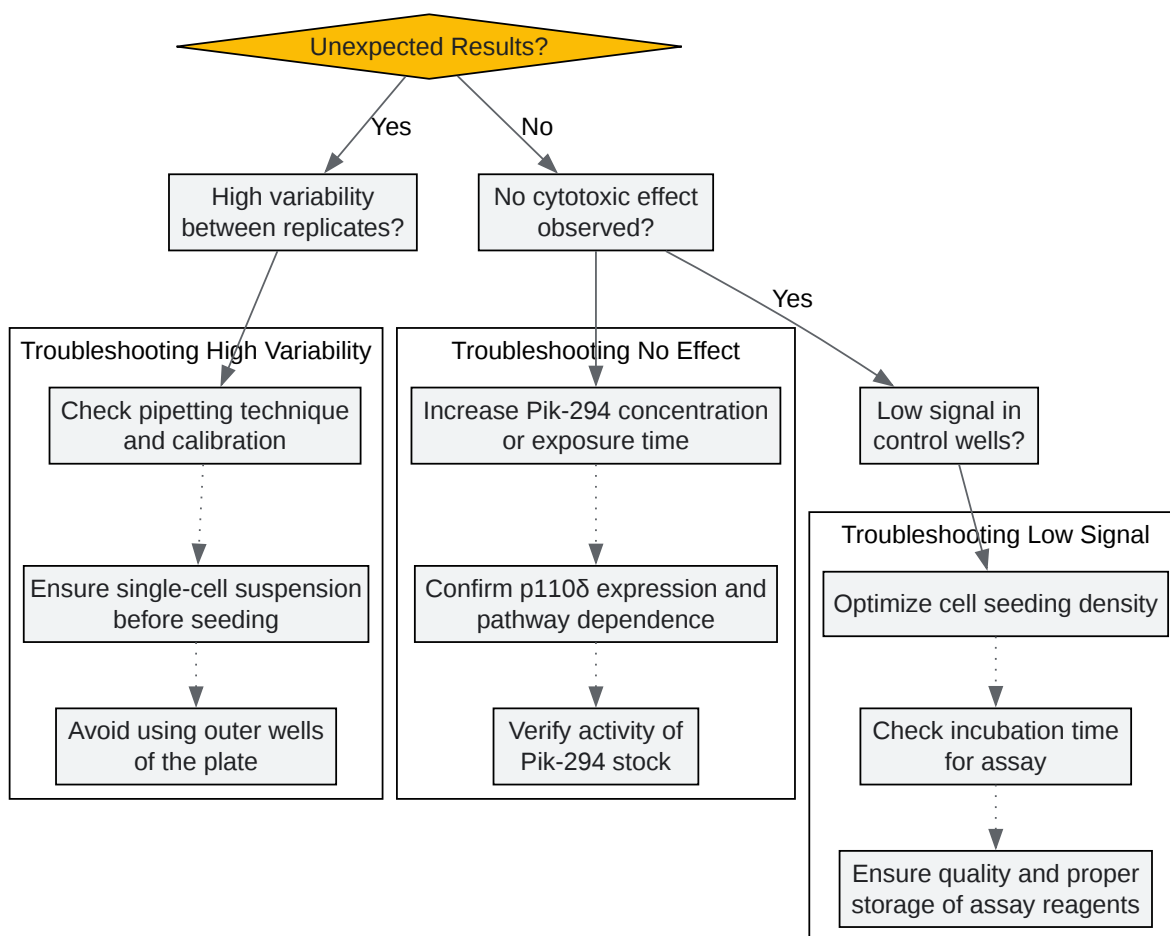 Unexpected Results?
Yes
No
High variability
between replicates?
No cytotoxic effect
observed?
Yes
Troubleshooting High Variability
Check pipetting technique
and calibration
Ensure single-cell suspension
before seeding
Avoid using outer wells
of the plate
Troubleshooting No Effect
Increase Pik-294 concentration
or exposure time
Confirm p110δ expression and
pathway dependence
Verify activity of
Pik-294 stock
Low signal in
control wells?
Troubleshooting Low Signal
Optimize cell seeding density
Check incubation time
for assay
Ensure quality and proper
storage of assay reagents